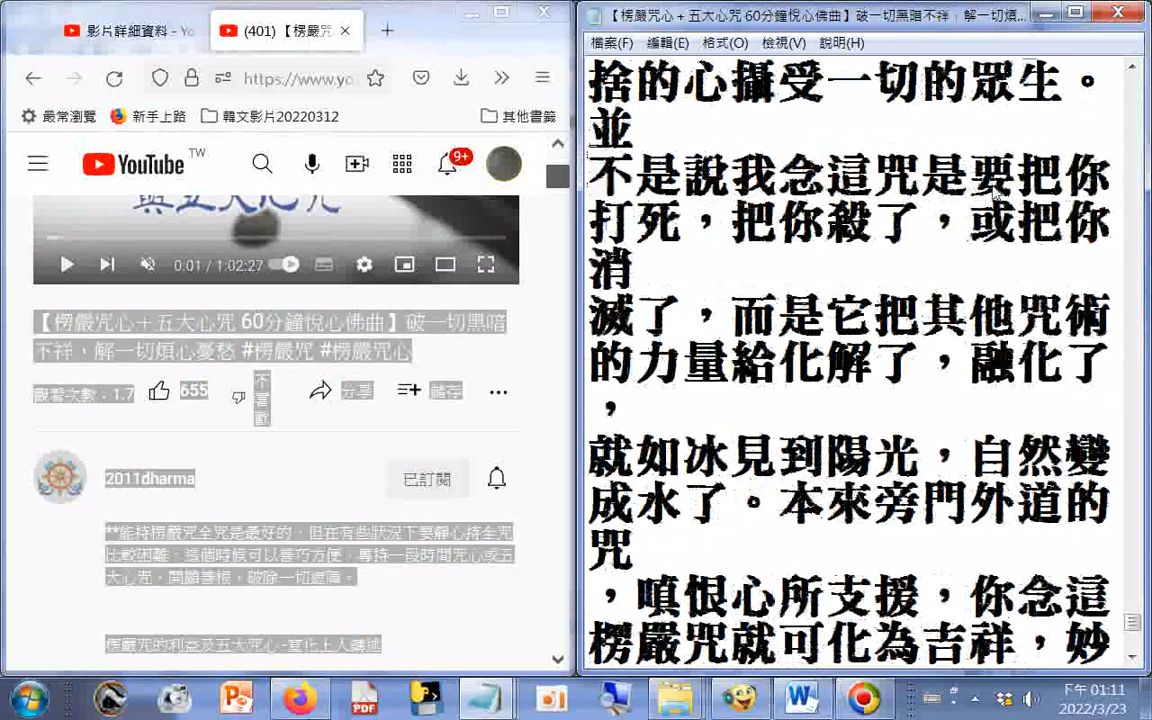 影片詳細資料 - Yo
(401) 【楞嚴咒
https://www.yo
最常瀏覽
新手上路
韓文影片20220312
其他書籤
YouTube TW
9+
與五大心咒
0:01 / 1:02:27
【楞嚴咒心＋五大心咒 60分鐘悅心佛曲】破一切黑暗
不祥，解一切煩心憂愁 #楞嚴咒 #楞嚴咒心
觀看次數：1.7
655
不喜歡
分享
儲存
2011dharma
已訂閱
**能持楞嚴咒全咒是最好的，但在有些狀況下要靜心持全咒
比較困難，這個時候可以善巧方便，專持一段時間咒心或五
大心咒，開顯善根，破除一切遮障。
楞嚴咒的利益及五大咒心 -宣化上人講述
【楞嚴咒心 + 五大心咒 60分鐘悅心佛曲】破一切黑暗不祥，解一切煩...
檔案(F) 編輯(E) 格式(O) 檢視(V) 說明(H)
捨的心攝受一切的眾生。
並
不是說我念這咒是要把你
打死，把你殺了，或把你
消
滅了，而是它把其他咒術
的力量給化解了，融化了
，
就如冰見到陽光，自然變
成水了。本來旁門外道的
咒
，嗔恨心所支援，你念這
楞嚴咒就可化為吉祥，妙
下午 01:11
2022/3/23